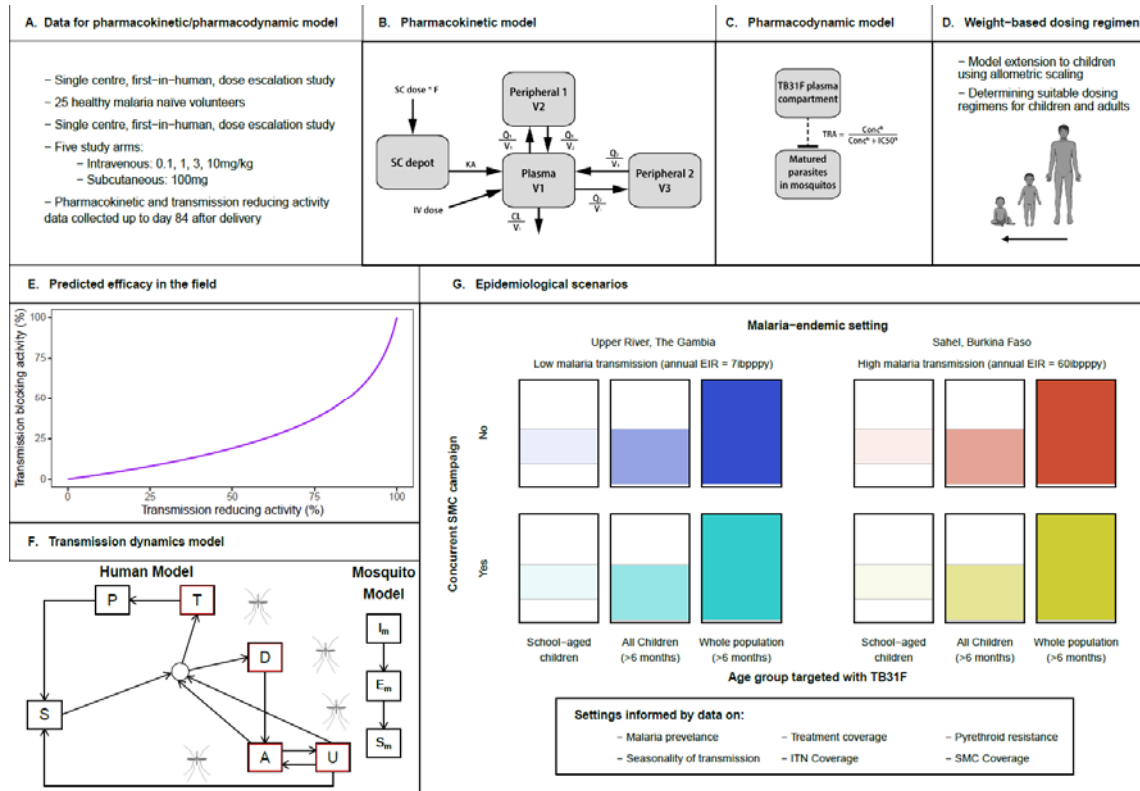 A. Data for pharmacokinetic/pharmacodynamic model
– Single centre, first–in–human, dose escalation study
– 25 healthy malaria naïve volunteers
– Single centre, first–in–human, dose escalation study
– Five study arms:
– Intravenous: 0.1, 1, 3, 10mg/kg
– Subcutaneous: 100mg
– Pharmacokinetic and transmission reducing activity
data collected up to day 84 after delivery
B. Pharmacokinetic model
SC dose * F
SC depot
KA
IV dose
Peripheral 1
V2
Plasma
V1
Peripheral 2
V3
CL
C. Pharmacodynamic model
TB31F plasma
compartment
TRA =
Matured
parasites
in mosquitos
D. Weight–based dosing regimen
– Model extension to children
using allometric scaling
– Determining suitable dosing
regimens for children and adults
E. Predicted efficacy in the field
Transmission blocking activity (%)
100
75
50
25
0
0 25 50 75 100
Transmission reducing activity (%)
F. Transmission dynamics model
Human Model
Mosquito
Model
P
T
D
S
A
U
Im
Em
Sm
G. Epidemiological scenarios
Malaria–endemic setting
Upper River, The Gambia
Sahel, Burkina Faso
Low malaria transmission (annual EIR = 7ibpppy)
High malaria transmission (annual EIR = 60ibpppy)
Concurrent SMC campaign
No
Yes
School–aged
children
All Children
(>6 months)
Whole population
(>6 months)
School–aged
children
All Children
(>6 months)
Whole population
(>6 months)
Age group targeted with TB31F
Settings informed by data on:
– Malaria prevelance
– Treatment coverage
– Pyrethroid resistance
– Seasonality of transmission
– ITN Coverage
– SMC Coverage